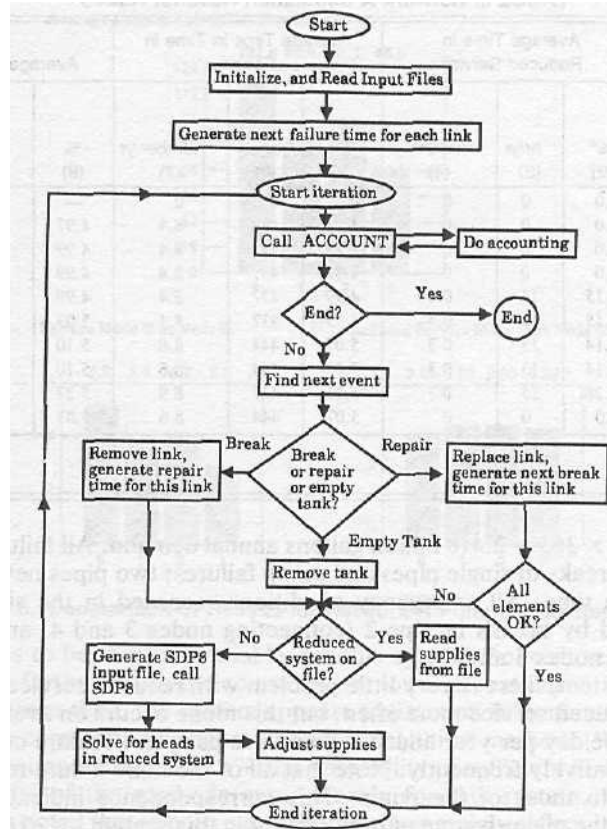 Start
Initialize, and Read Input Files
Generate next failure time for each link
Start iteration
Call ACCOUNT
Do accounting
End?
Yes
End
No
Find next event
Break
Repair
Remove link,
generate repair
time for this link
Break
or repair
or empty
tank?
Replace link,
generate next break
time for this link
Empty Tank
Remove tank
No
All
elements
OK?
No
Reduced
system on
file?
Yes
Read
supplies
from file
Yes
Generate SDP8
input file, call
SDP8
Solve for heads
in reduced system
Adjust supplies
End iteration